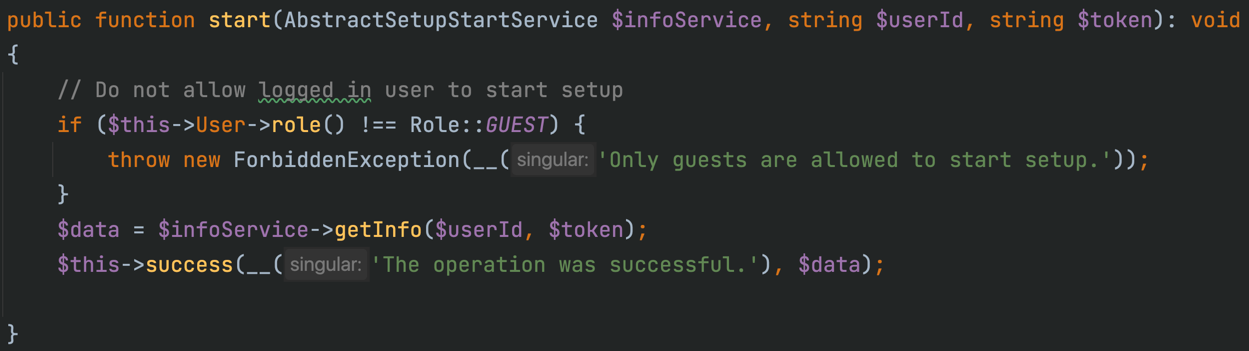 public function start(AbstractSetupStartService $infoService, string $userId, string $token): void
{
    // Do not allow logged in user to start setup
    if ($this->User->role() !== Role::GUEST) {
        throw new ForbiddenException(__( singular: 'Only guests are allowed to start setup.'));
    }
    $data = $infoService->getInfo($userId, $token);
    $this->success(__( singular: 'The operation was successful.'), $data);
}